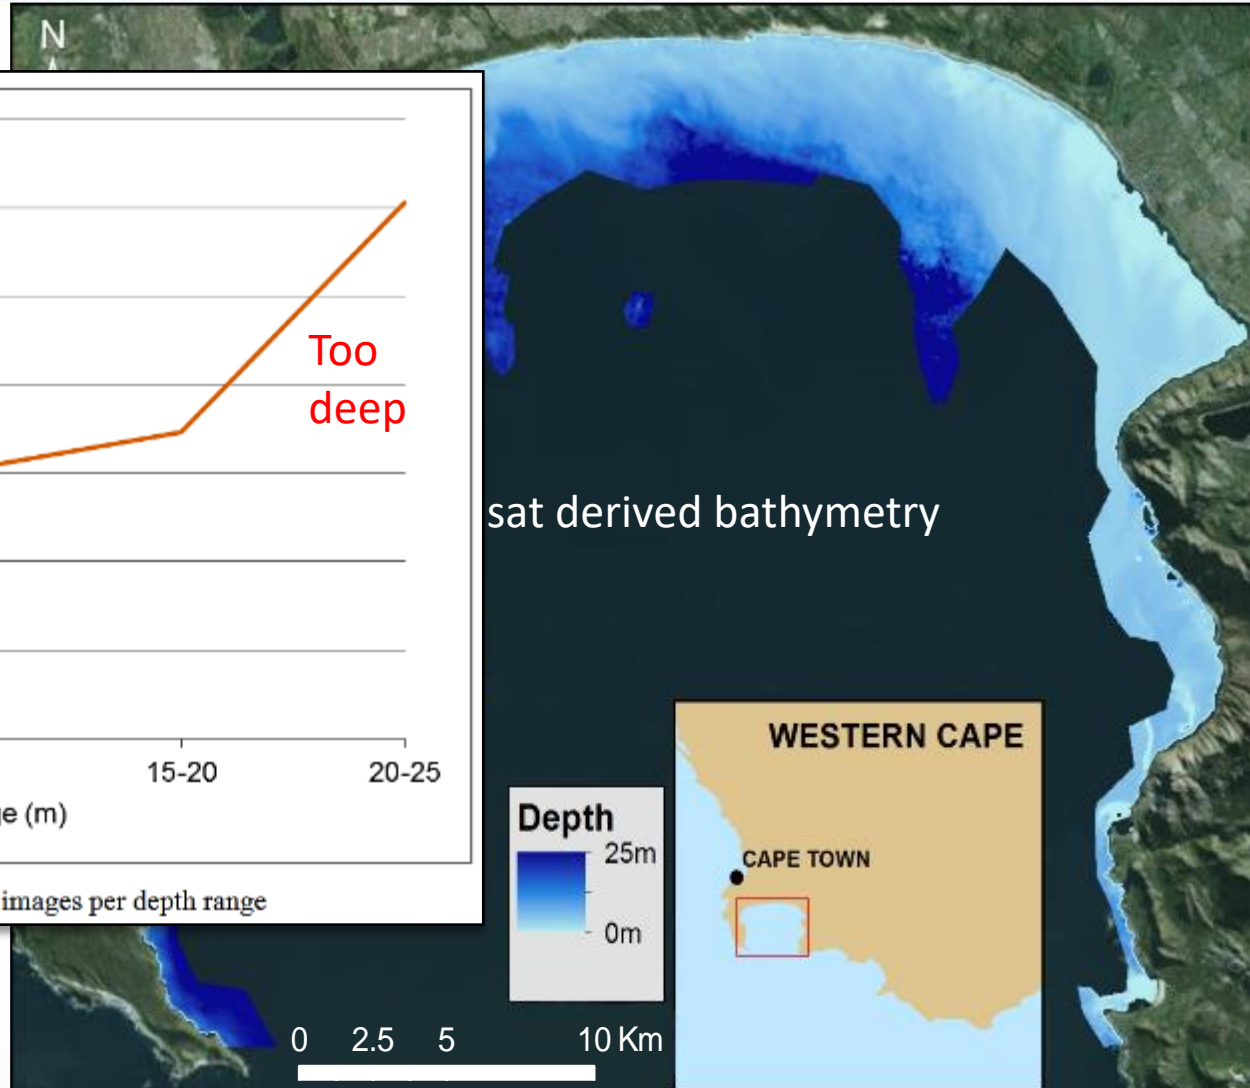 N
Too
deep
sat derived bathymetry
WESTERN CAPE
15-20 20-25
(m)
Depth
25m
0m
CAPE TOWN
images per depth range
0 2.5 5 10 Km